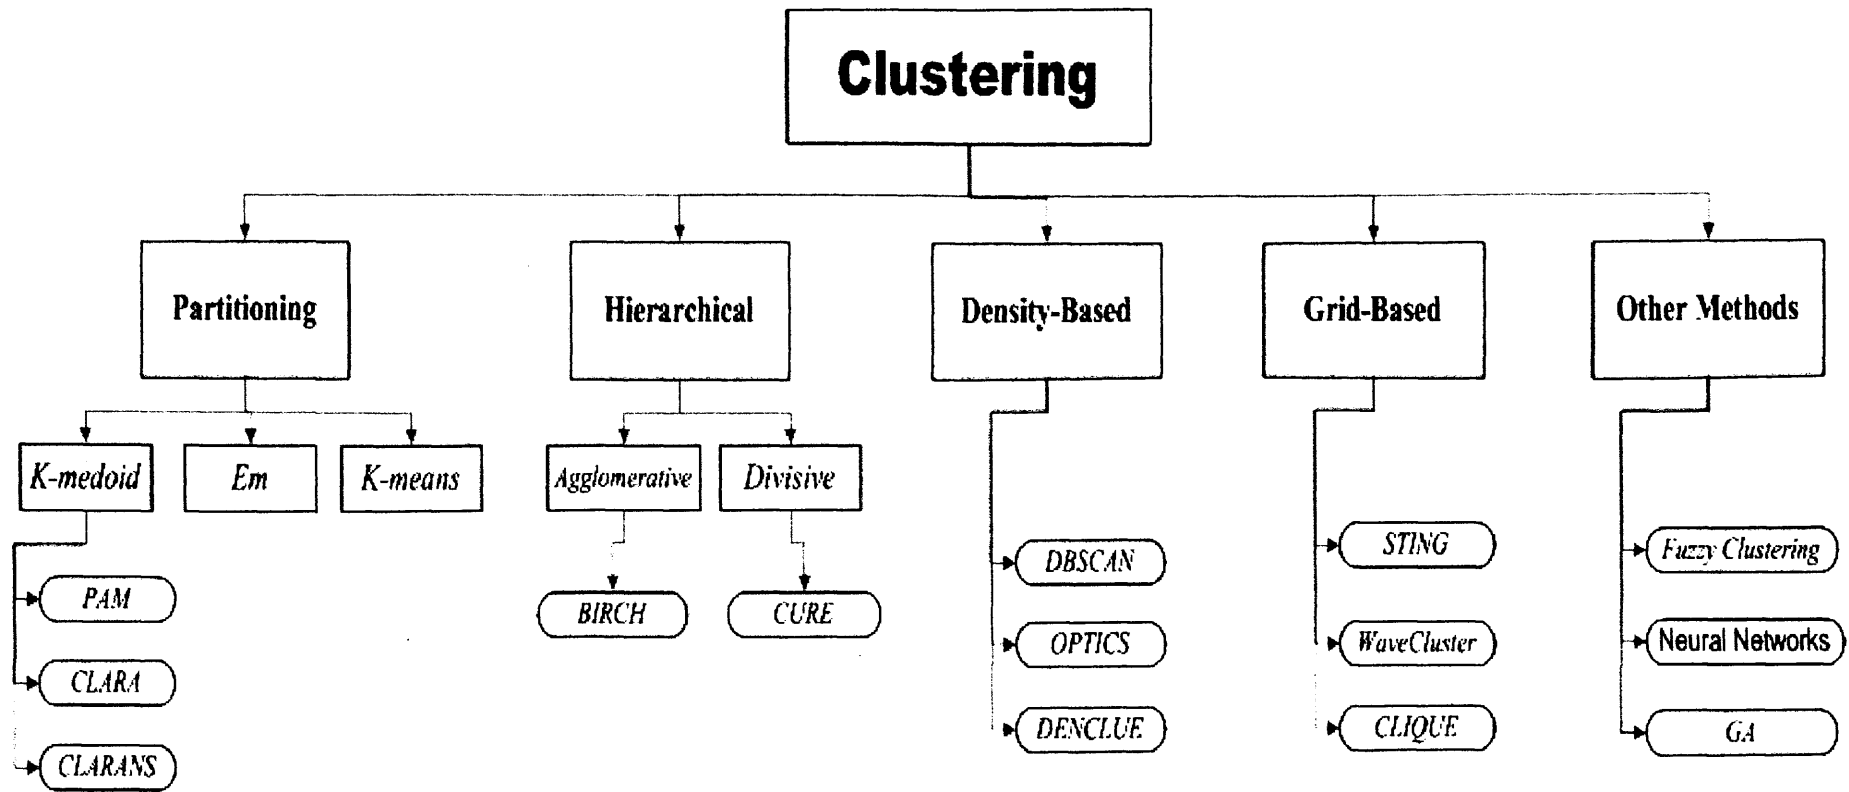 Clustering
Partitioning
Hierarchical
Density-Based
Grid-Based
Other Methods
K-medoid
Em
K-means
Agglomerative
Divisive
PAM
CLARA
CLARANS
BIRCH
CURE
DBSCAN
OPTICS
DENCLUE
STING
WaveCluster
CLIQUE
Fuzzy Clustering
Neural Networks
GA